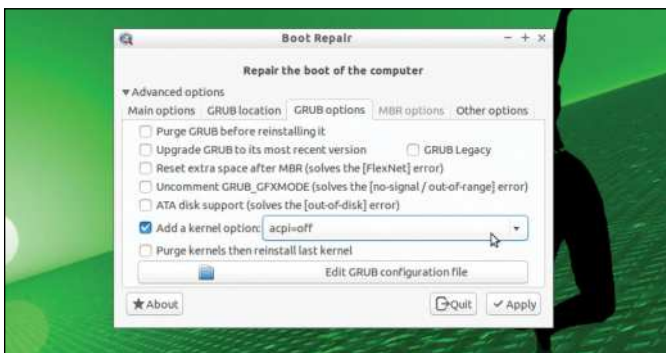 Boot Repair
Repair the boot of the computer
Advanced options
Main options GRUB location GRUB options MBR options Other options
Purge GRUB before reinstalling it
Upgrade GRUB to its most recent version GRUB Legacy
Reset extra space after MBR (solves the [FlexNet] error)
Uncomment GRUB_GFXMODE (solves the [no-signal / out-of-range] error)
ATA disk support (solves the [out-of-disk] error)
Add a kernel option: acpi=off
Purge kernels then reinstall last kernel
Edit GRUB configuration file
About Quit Apply